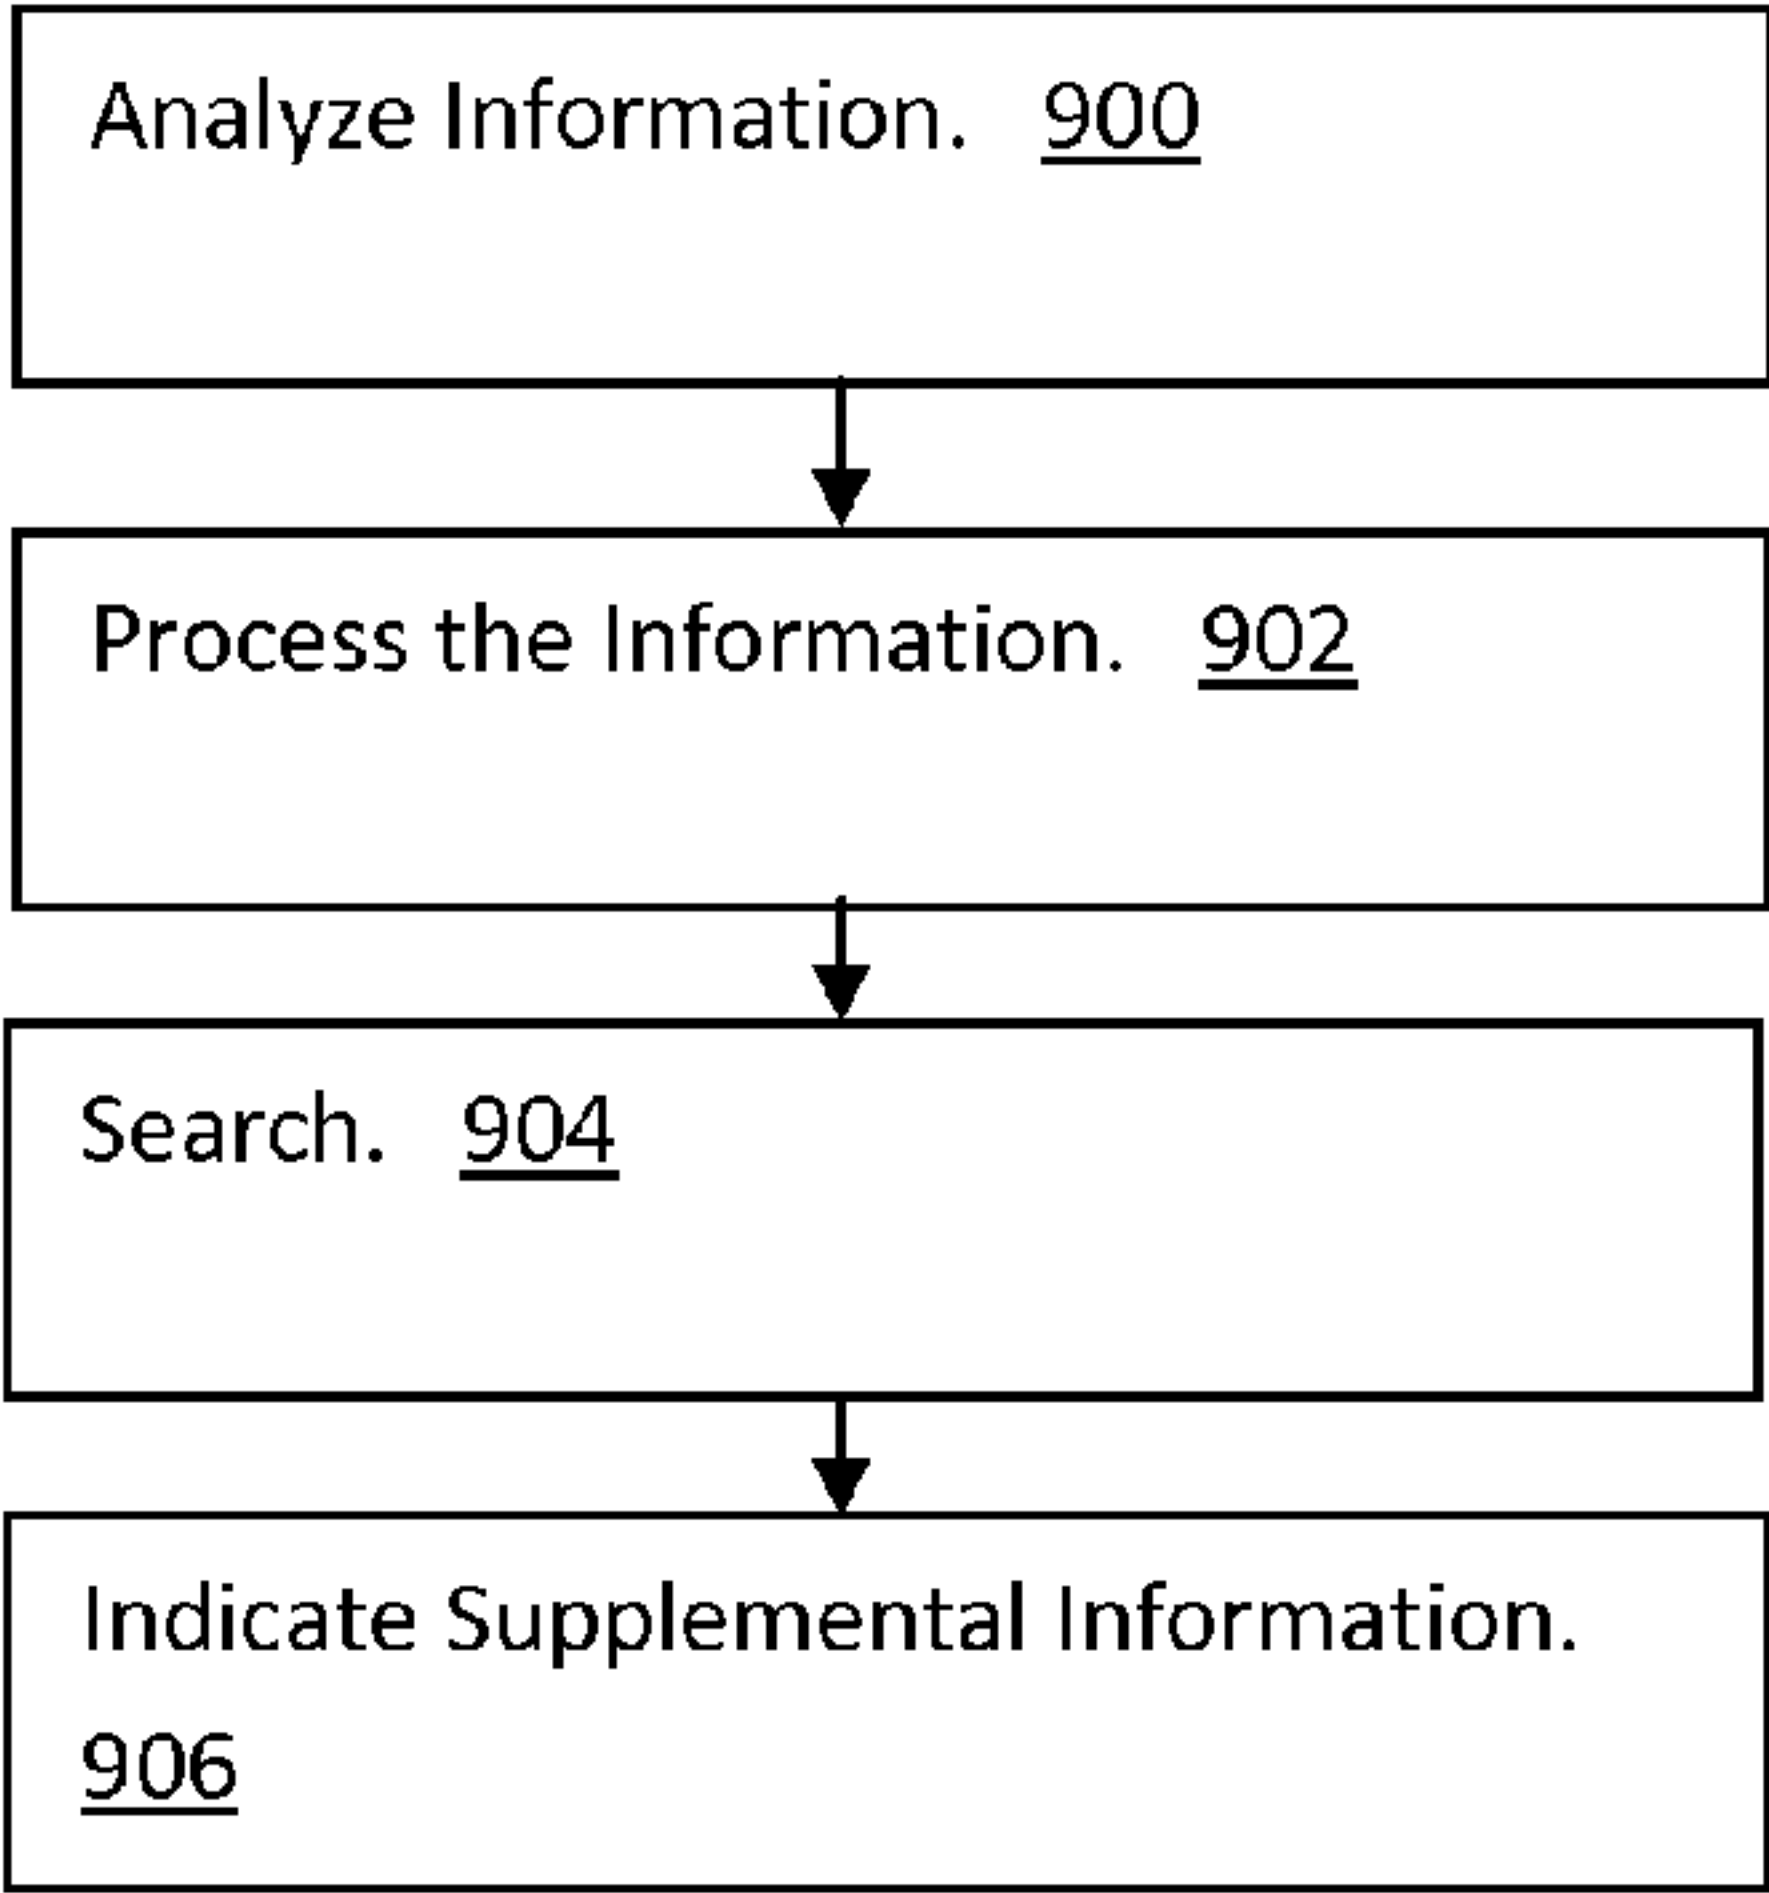 Analyze Information. 900
Process the Information. 902
Search. 904
Indicate Supplemental Information.
906